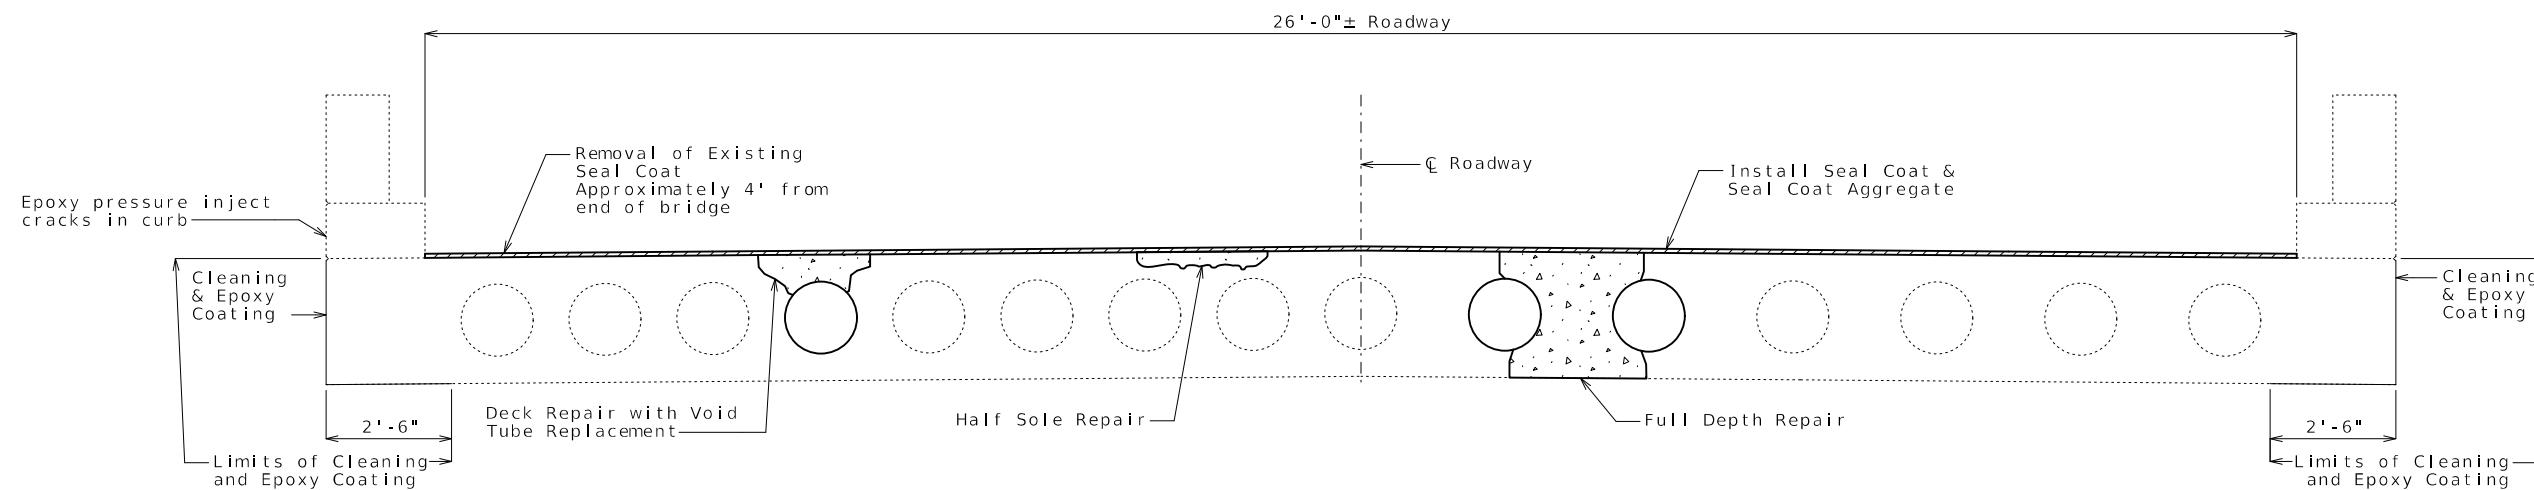 26'-0"± Roadway
Removal of Existing
Seal Coat
Approximately 4' from
end of bridge
℄ Roadway
Install Seal Coat &
Seal Coat Aggregate
Epoxy pressure inject
cracks in curb
Cleaning
& Epoxy
Coating
Cleaning
& Epoxy
Coating
Deck Repair with Void
Tube Replacement
Half Sole Repair
Full Depth Repair
2'-6"
2'-6"
Limits of Cleaning
and Epoxy Coating
Limits of Cleaning
and Epoxy Coating